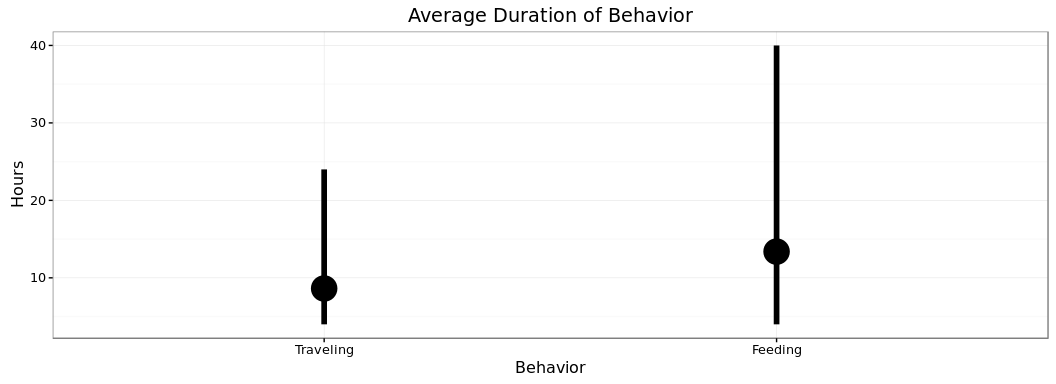 Average Duration of Behavior
40
30
20
10
Hours
Traveling
Feeding
Behavior